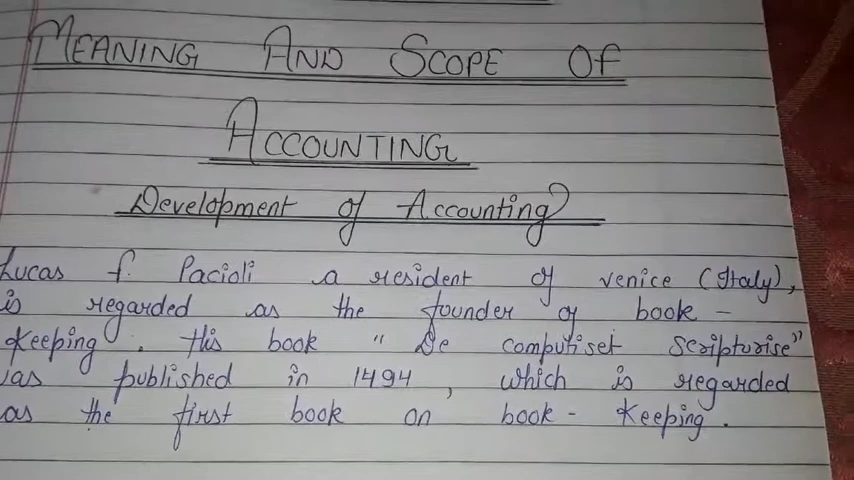 MEANING AND SCOPE OF
ACCOUNTING
Development of Accounting
Lucas f. Pacioli a resident of venice (Italy),
is regarded as the founder of book -
Keeping. His book " De computiset Scripturise"
was published in 1494, which is regarded
as the first book on book - Keeping.